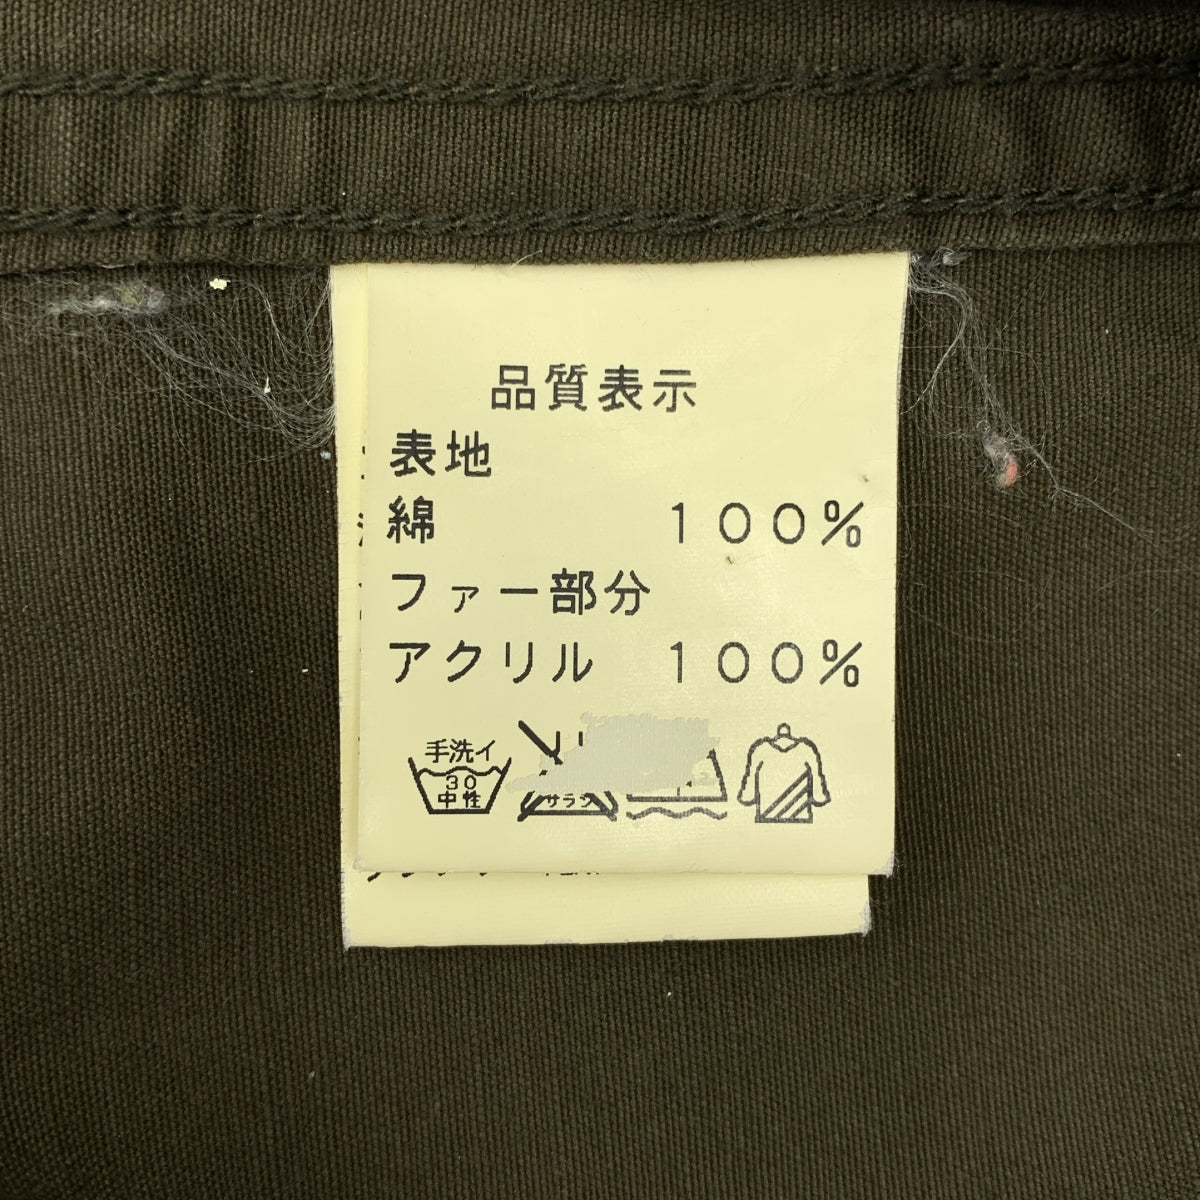 品質表示
表地
綿 100%
ファー部分
アクリル 100%
手洗イ
30
中性